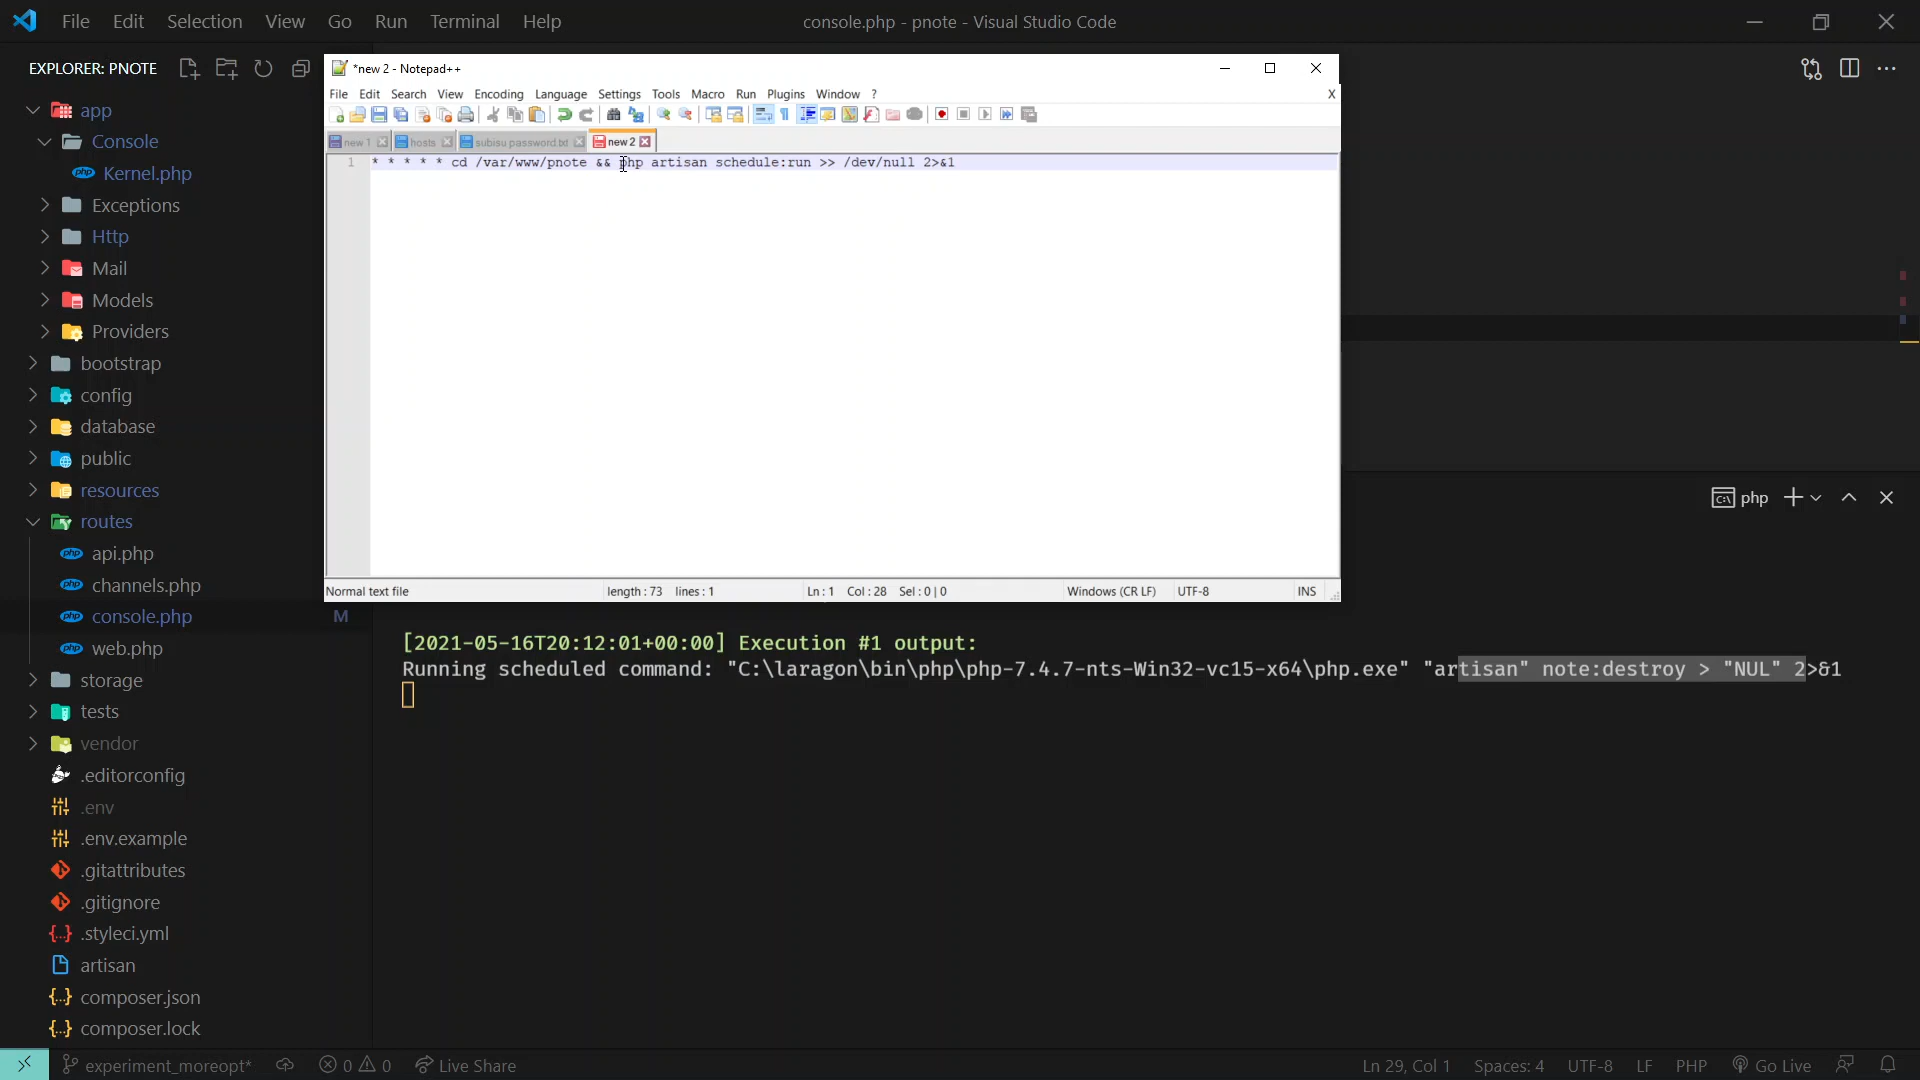 File Edit Selection View Go Run Terminal Help
console.php - pnote - Visual Studio Code
EXPLORER: PNOTE
app
Console
Kernel.php
Exceptions
Http
Mail
Models
Providers
bootstrap
config
database
public
resources
routes
api.php
channels.php
console.php M
web.php
storage
tests
vendor
.editorconfig
.env
.env.example
.gitattributes
.gitignore
.styleci.yml
artisan
composer.json
composer.lock
*new 2 - Notepad++
File Edit Search View Encoding Language Settings Tools Macro Run Plugins Window ? X
new 1 hosts subisu password.txt new 2
1 * * * * * cd /var/www/pnote && php artisan schedule:run >> /dev/null 2>&1
Normal text file length : 73 lines : 1 Ln : 1 Col : 28 Sel : 0 | 0 Windows (CR LF) UTF-8 INS
php
[2021-05-16T20:12:01+00:00] Execution #1 output:
Running scheduled command: "C:\laragon\bin\php\php-7.4.7-nts-Win32-vc15-x64\php.exe" "artisan" note:destroy > "NUL" 2>&1
experiment_moreopt* 0 0 Live Share
Ln 29, Col 1 Spaces: 4 UTF-8 LF PHP Go Live